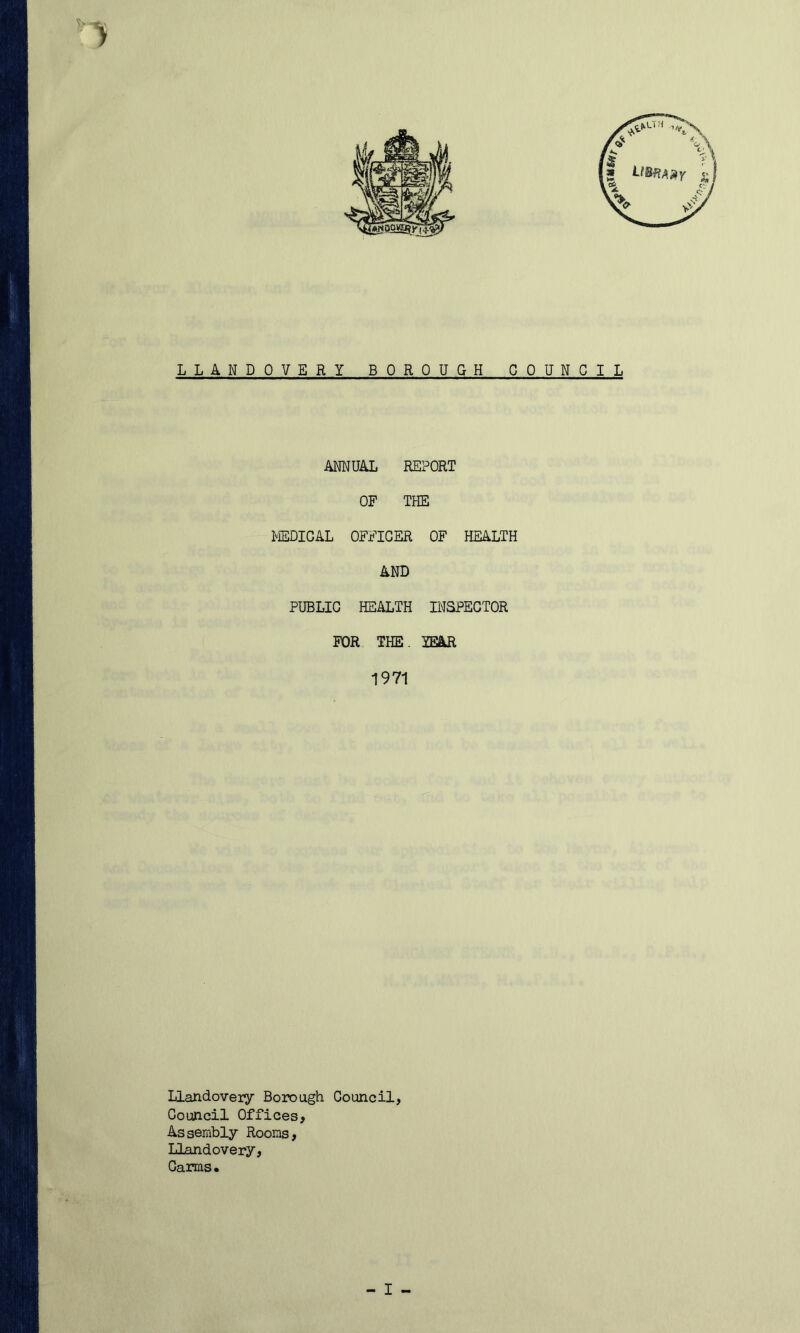 LIBRARY
LLANDOVERY BOROUGH COUNCIL
ANNUAL REPORT
OF THE
MEDICAL OFFICER OF HEALTH
AND
PUBLIC HEALTH INSPECTOR
FOR THE. YEAR
1971
Llandovery Borough Council,
Council Offices,
Assembly Rooms,
Llandovery,
Carms.
- I -